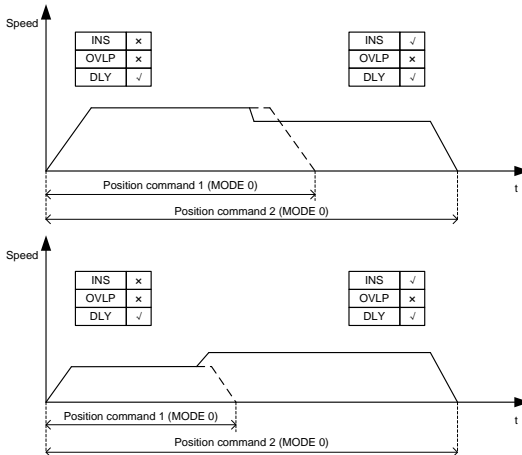 Speed
INS × INS √
OVLP × OVLP ×
DLY √ DLY √
Position command 1 (MODE 0)
t
Position command 2 (MODE 0)
Speed
INS × INS √
OVLP × OVLP ×
DLY √ DLY √
Position command 1 (MODE 0)
t
Position command 2 (MODE 0)